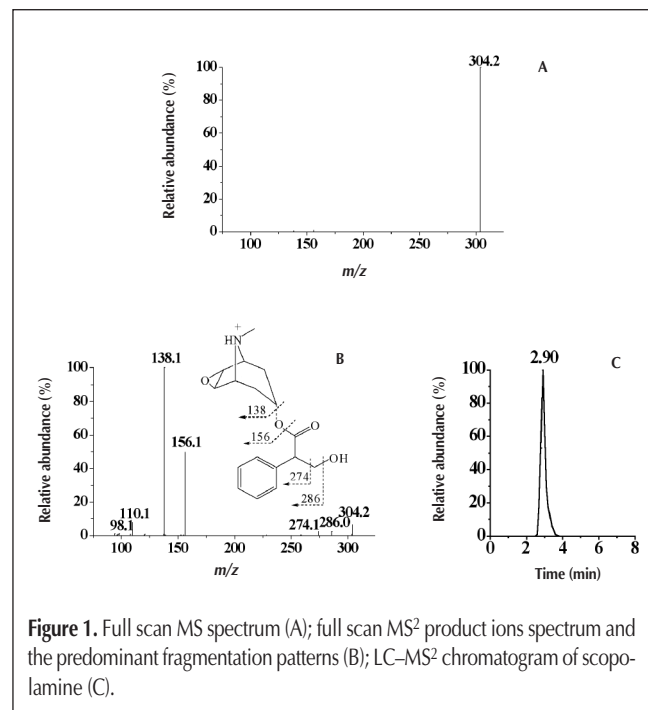 Relative abundance (%)
100
80
60
40
20
0
304.2
A
100 150 200 250 300
m/z
Relative abundance (%)
100
80
60
40
20
0
98.1
110.1
138.1
156.1
274.1
286.0
304.2
B
HN
+
O
138
O
O
156
OH
274
286
100 150 200 250 300
m/z
Relative abundance (%)
100
80
60
40
20
0
2.90
C
0 2 4 6 8
Time (min)
Figure 1. Full scan MS spectrum (A); full scan MS² product ions spectrum and
the predominant fragmentation patterns (B); LC–MS² chromatogram of scopo-
lamine (C).